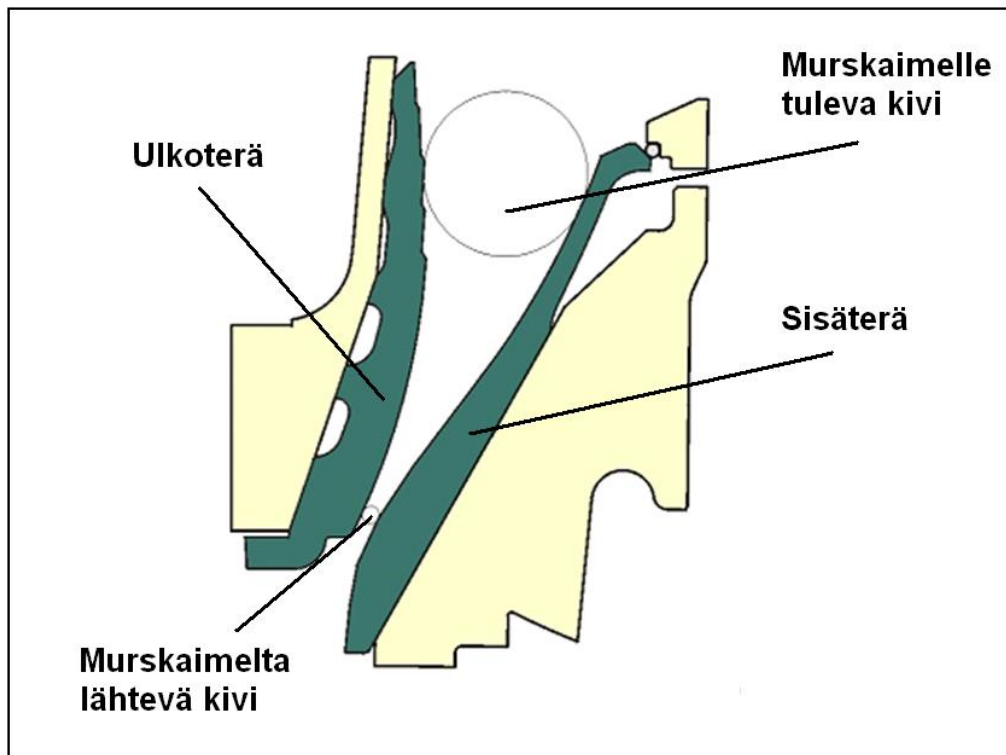 Murskaimelle
tuleva kivi
Ulkoterä
Sisäterä
Murskaimelta
lähtevä kivi